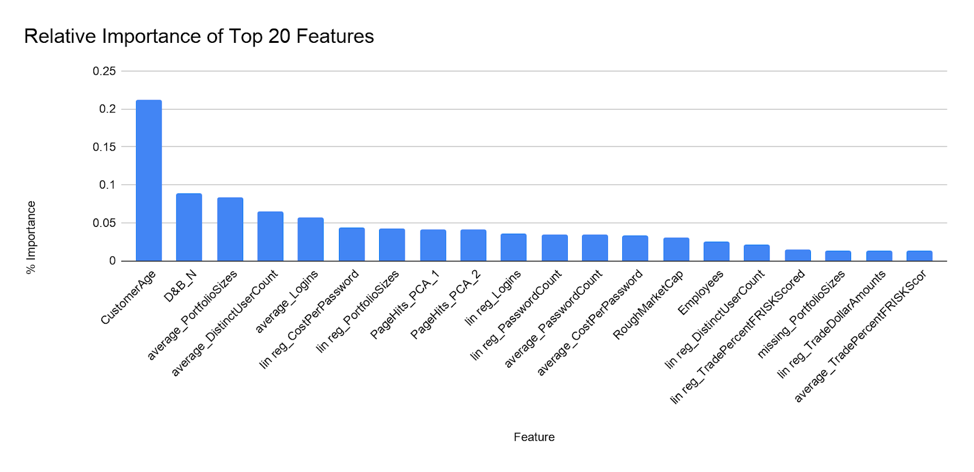 Relative Importance of Top 20 Features
% Importance
0.25
0.2
0.15
0.1
0.05
0
CustomerAge
D&B_N
average_PortfolioSizes
average_DistinctUserCount
average_Logins
lin reg_CostPerPassword
lin reg_PortfolioSizes
PageHits_PCA_1
PageHits_PCA_2
lin reg_Logins
lin reg_PasswordCount
average_PasswordCount
average_CostPerPassword
RoughMarketCap
Employees
lin reg_DistinctUserCount
lin reg_TradePercentFRISKScored
missing_PortfolioSizes
lin reg_TradeDollarAmounts
average_TradePercentFRISKScor
Feature